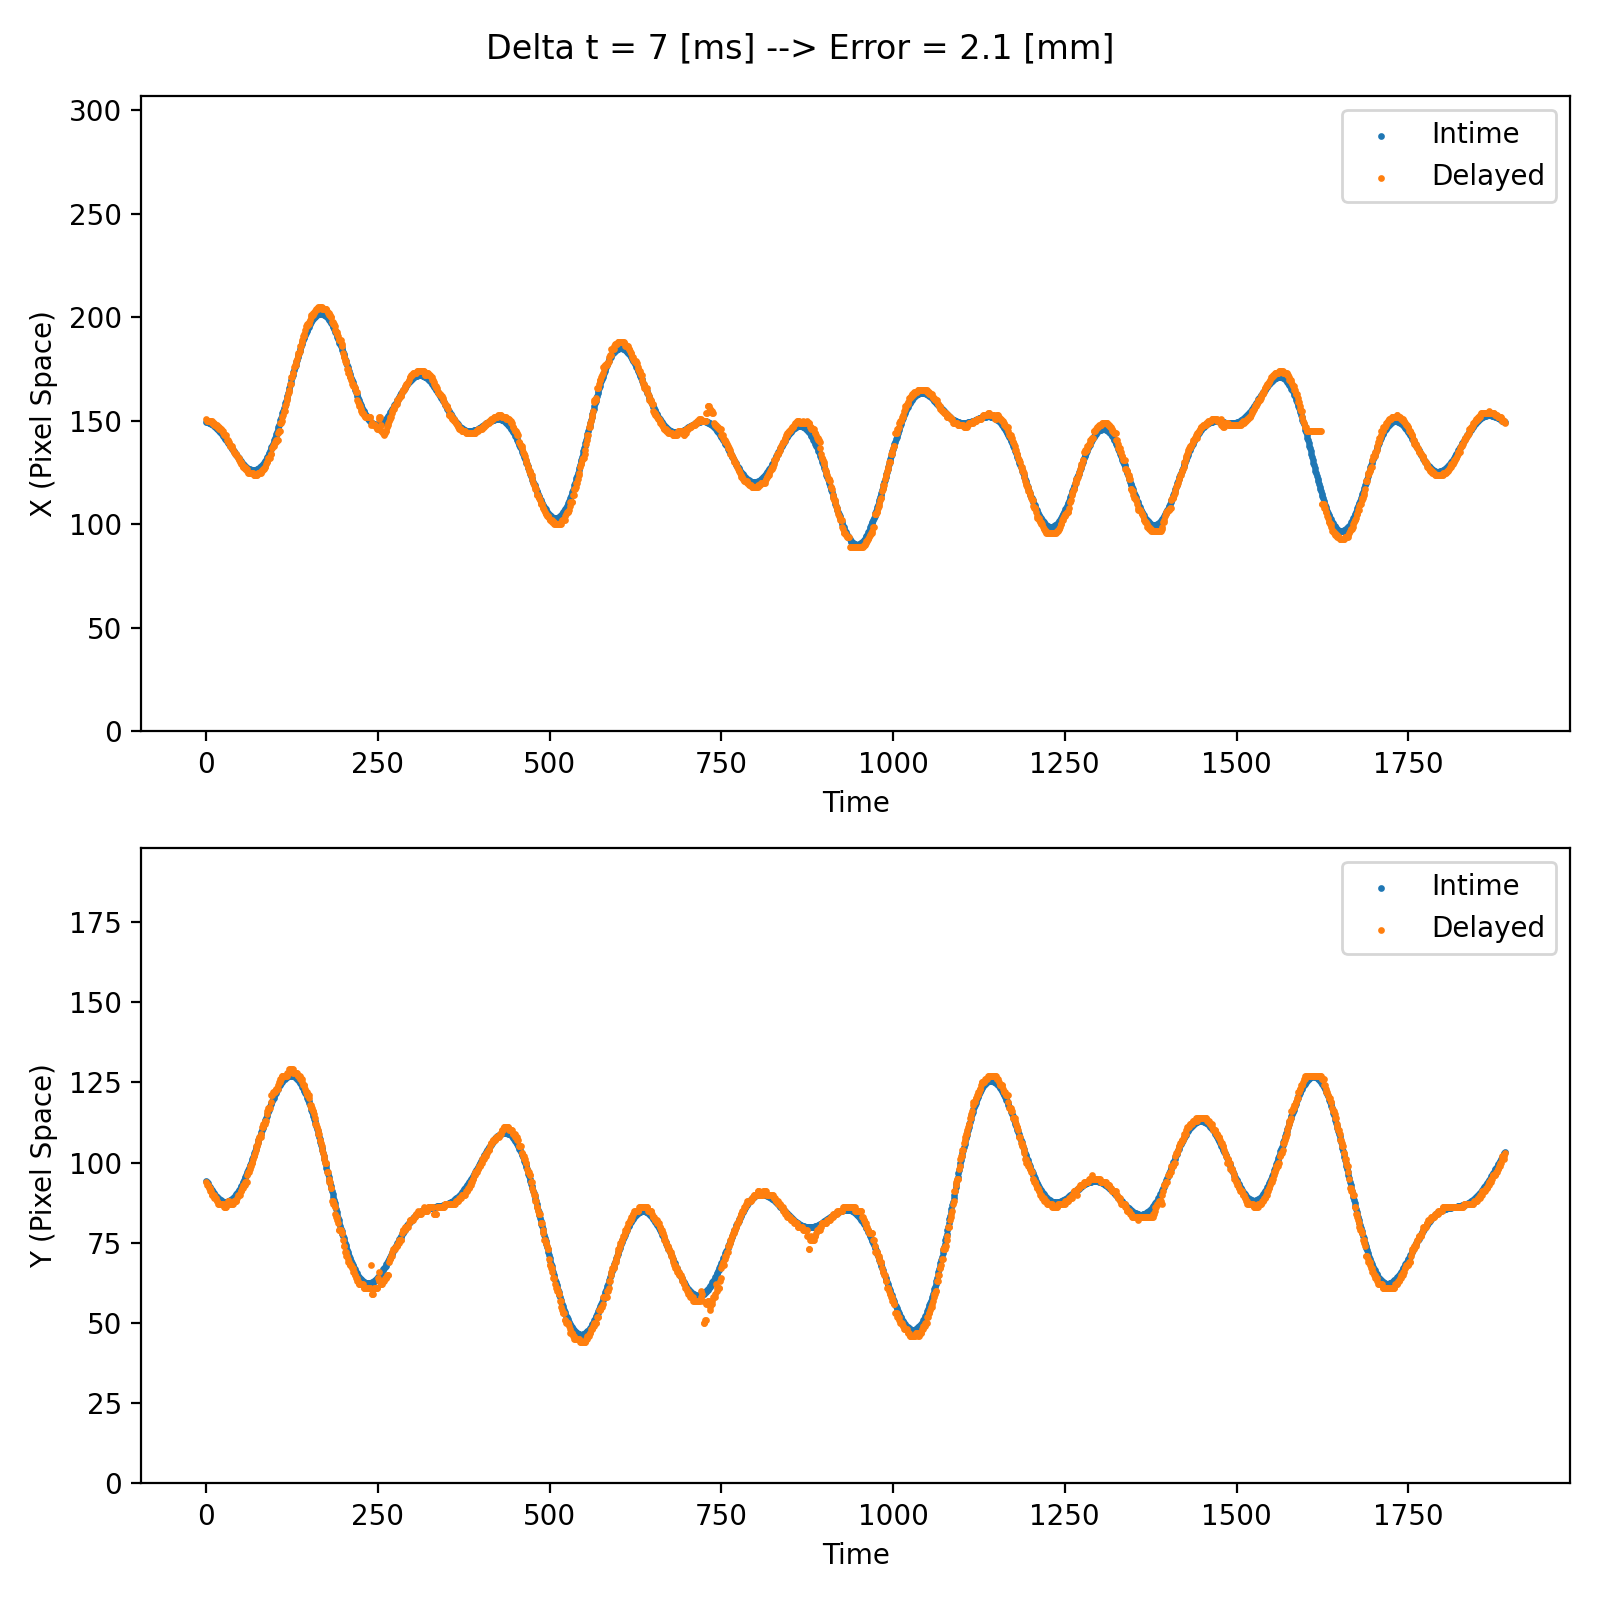 Delta t = 7 [ms] --> Error = 2.1 [mm]
300
250
200
150
100
50
0
X (Pixel Space)
Intime
Delayed
0 250 500 750 1000 1250 1500 1750
Time
175
150
125
100
75
50
25
0
Y (Pixel Space)
Intime
Delayed
0 250 500 750 1000 1250 1500 1750
Time